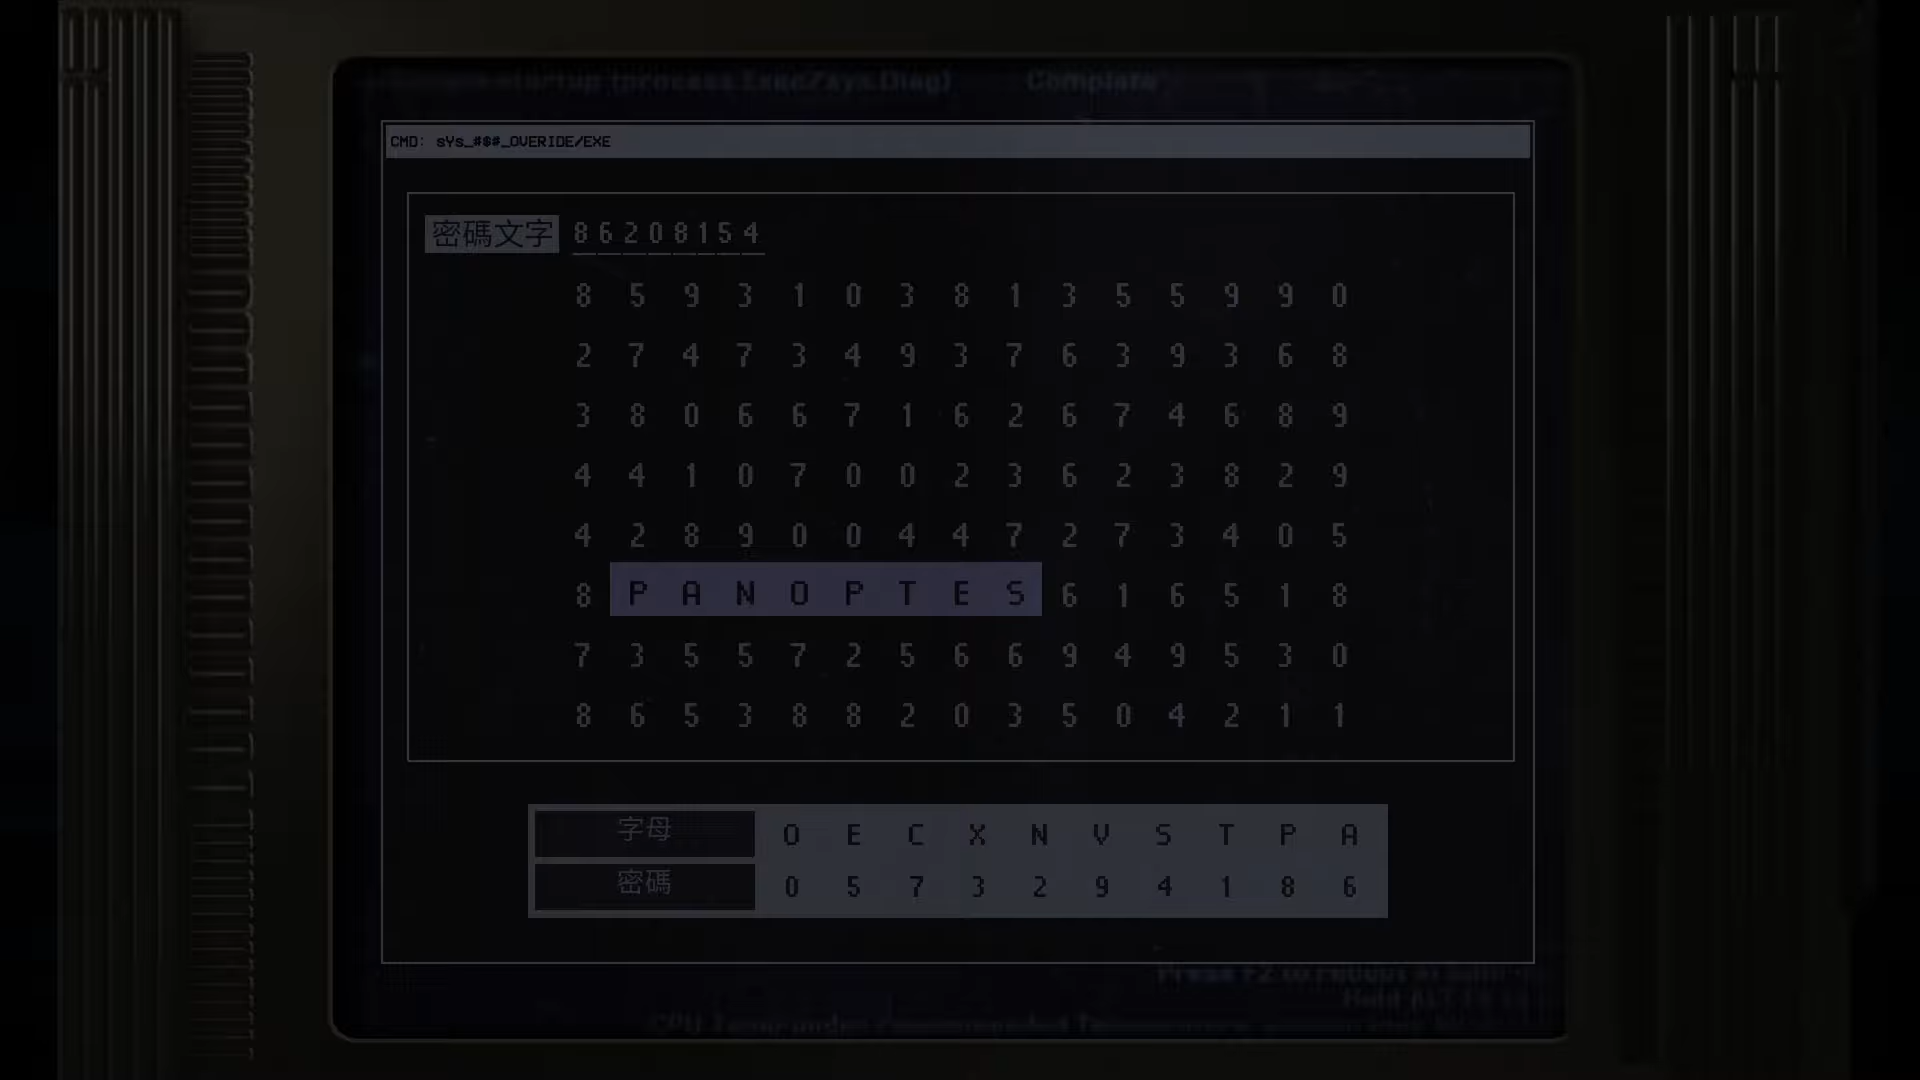 CMD: sYs_#$#_OVERIDE/EXE
密碼文字 86208154
8 5 9 3 1 0 3 8 1 3 5 5 9 9 0
2 7 4 7 3 4 9 3 7 6 3 9 3 6 8
3 8 0 6 6 7 1 6 2 6 7 4 6 8 9
4 4 1 0 7 0 0 2 3 6 2 3 8 2 9
4 2 8 9 0 0 4 4 7 2 7 3 4 0 5
8 P A N O P T E S 6 1 6 5 1 8
7 3 5 5 7 2 5 6 6 9 4 9 5 3 0
8 6 5 3 8 8 2 0 3 5 0 4 2 1 1
字母 O E C X N V S T P A
密碼 0 5 7 3 2 9 4 1 8 6